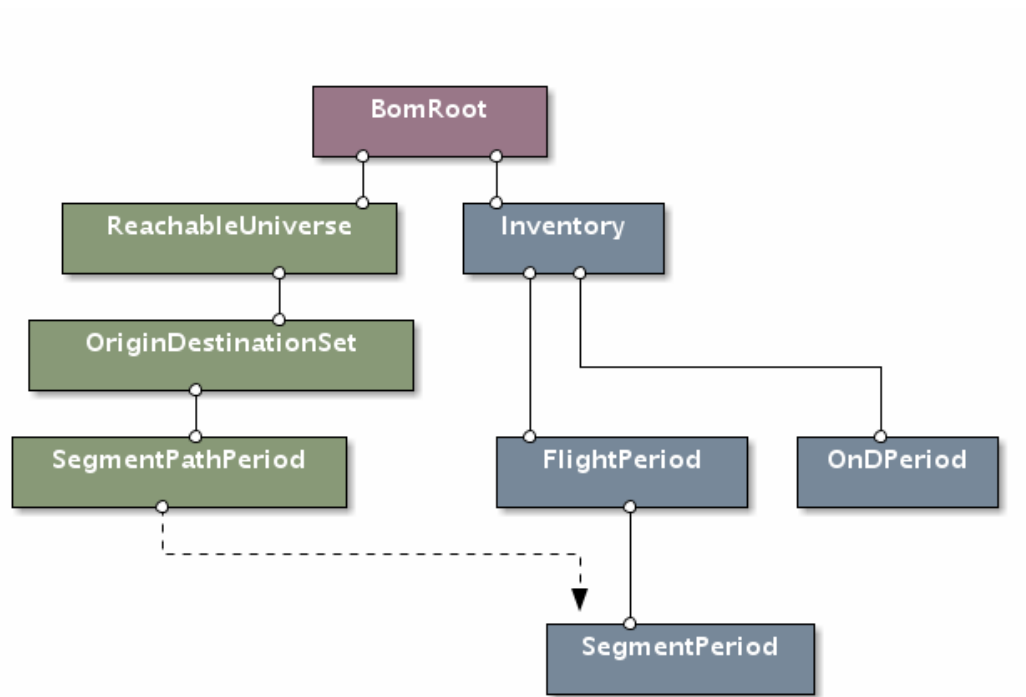 BomRoot
ReachableUniverse
Inventory
OriginDestinationSet
SegmentPathPeriod
FlightPeriod
OnDPeriod
SegmentPeriod